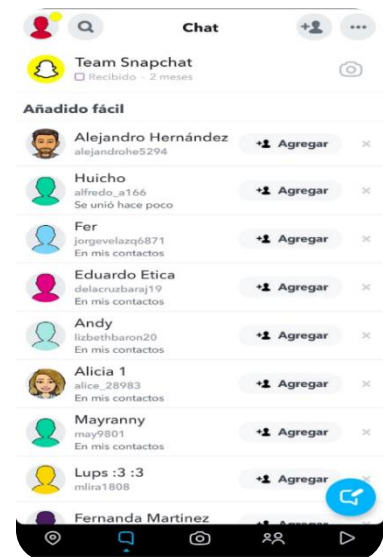 Chat
Team Snapchat
Recibido - 2 meses
Añadido fácil
Alejandro Hernández
alejandrohe5294
Agregar
Huicho
alfredo_a166
Se unió hace poco
Agregar
Fer
jorgevelazq6871
En mis contactos
Agregar
Eduardo Etica
delacruzbaraj19
En mis contactos
Agregar
Andy
lizbethbaron20
En mis contactos
Agregar
Alicia 1
alice_28983
En mis contactos
Agregar
Mayranny
may9801
En mis contactos
Agregar
Lups :3 :3
mlira1808
Agregar
Fernanda Martinez
Agregar